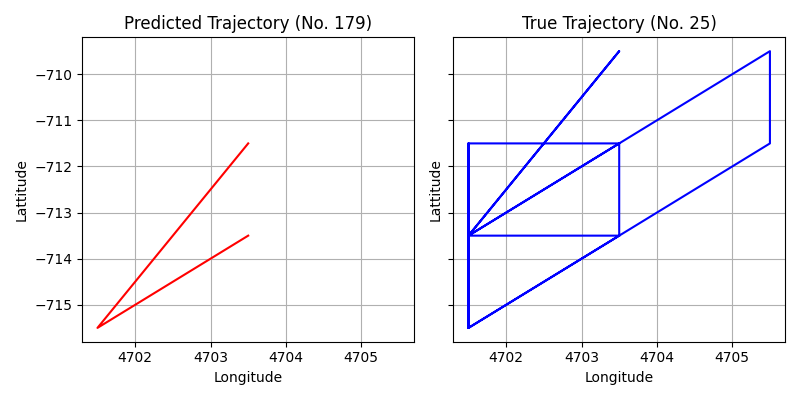 Predicted Trajectory (No. 179)
True Trajectory (No. 25)
Lattitude
−710
−711
−712
−713
−714
−715
4702
4703
4704
4705
Longitude
Lattitude
4702
4703
4704
4705
Longitude